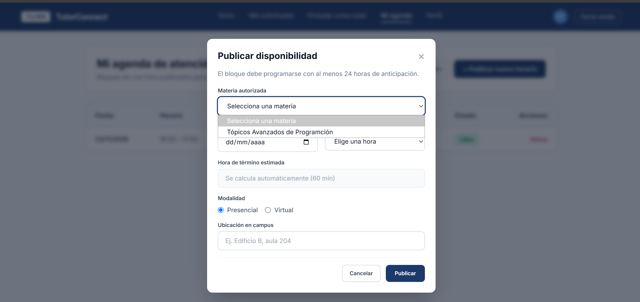 TutorConnect
Mi agenda
Mi agenda de atenci
Publicar disponibilidad
×
El bloque debe programarse con al menos 24 horas de anticipación.
Materia autorizada
Selecciona una materia
Selecciona una materia
Tópicos Avanzados de Programción
dd/mm/aaaa
Elige una hora
Hora de término estimada
Se calcula automáticamente (60 min)
Modalidad
Presencial
Virtual
Ubicación en campus
Ej. Edificio B, aula 204
Cancelar
Publicar